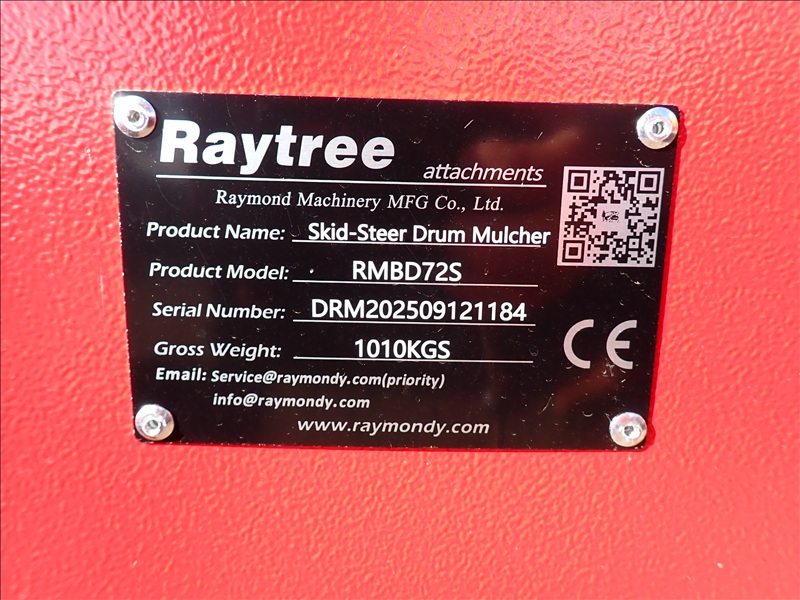 Raytree
attachments
Raymond Machinery MFG Co., Ltd.
Product Name: Skid-Steer Drum Mulcher
Product Model: RMBD72S
Serial Number: DRM202509121184
Gross Weight: 1010KGS
Email: Service@raymondy.com(priority)
info@raymondy.com
www.raymondy.com
CE